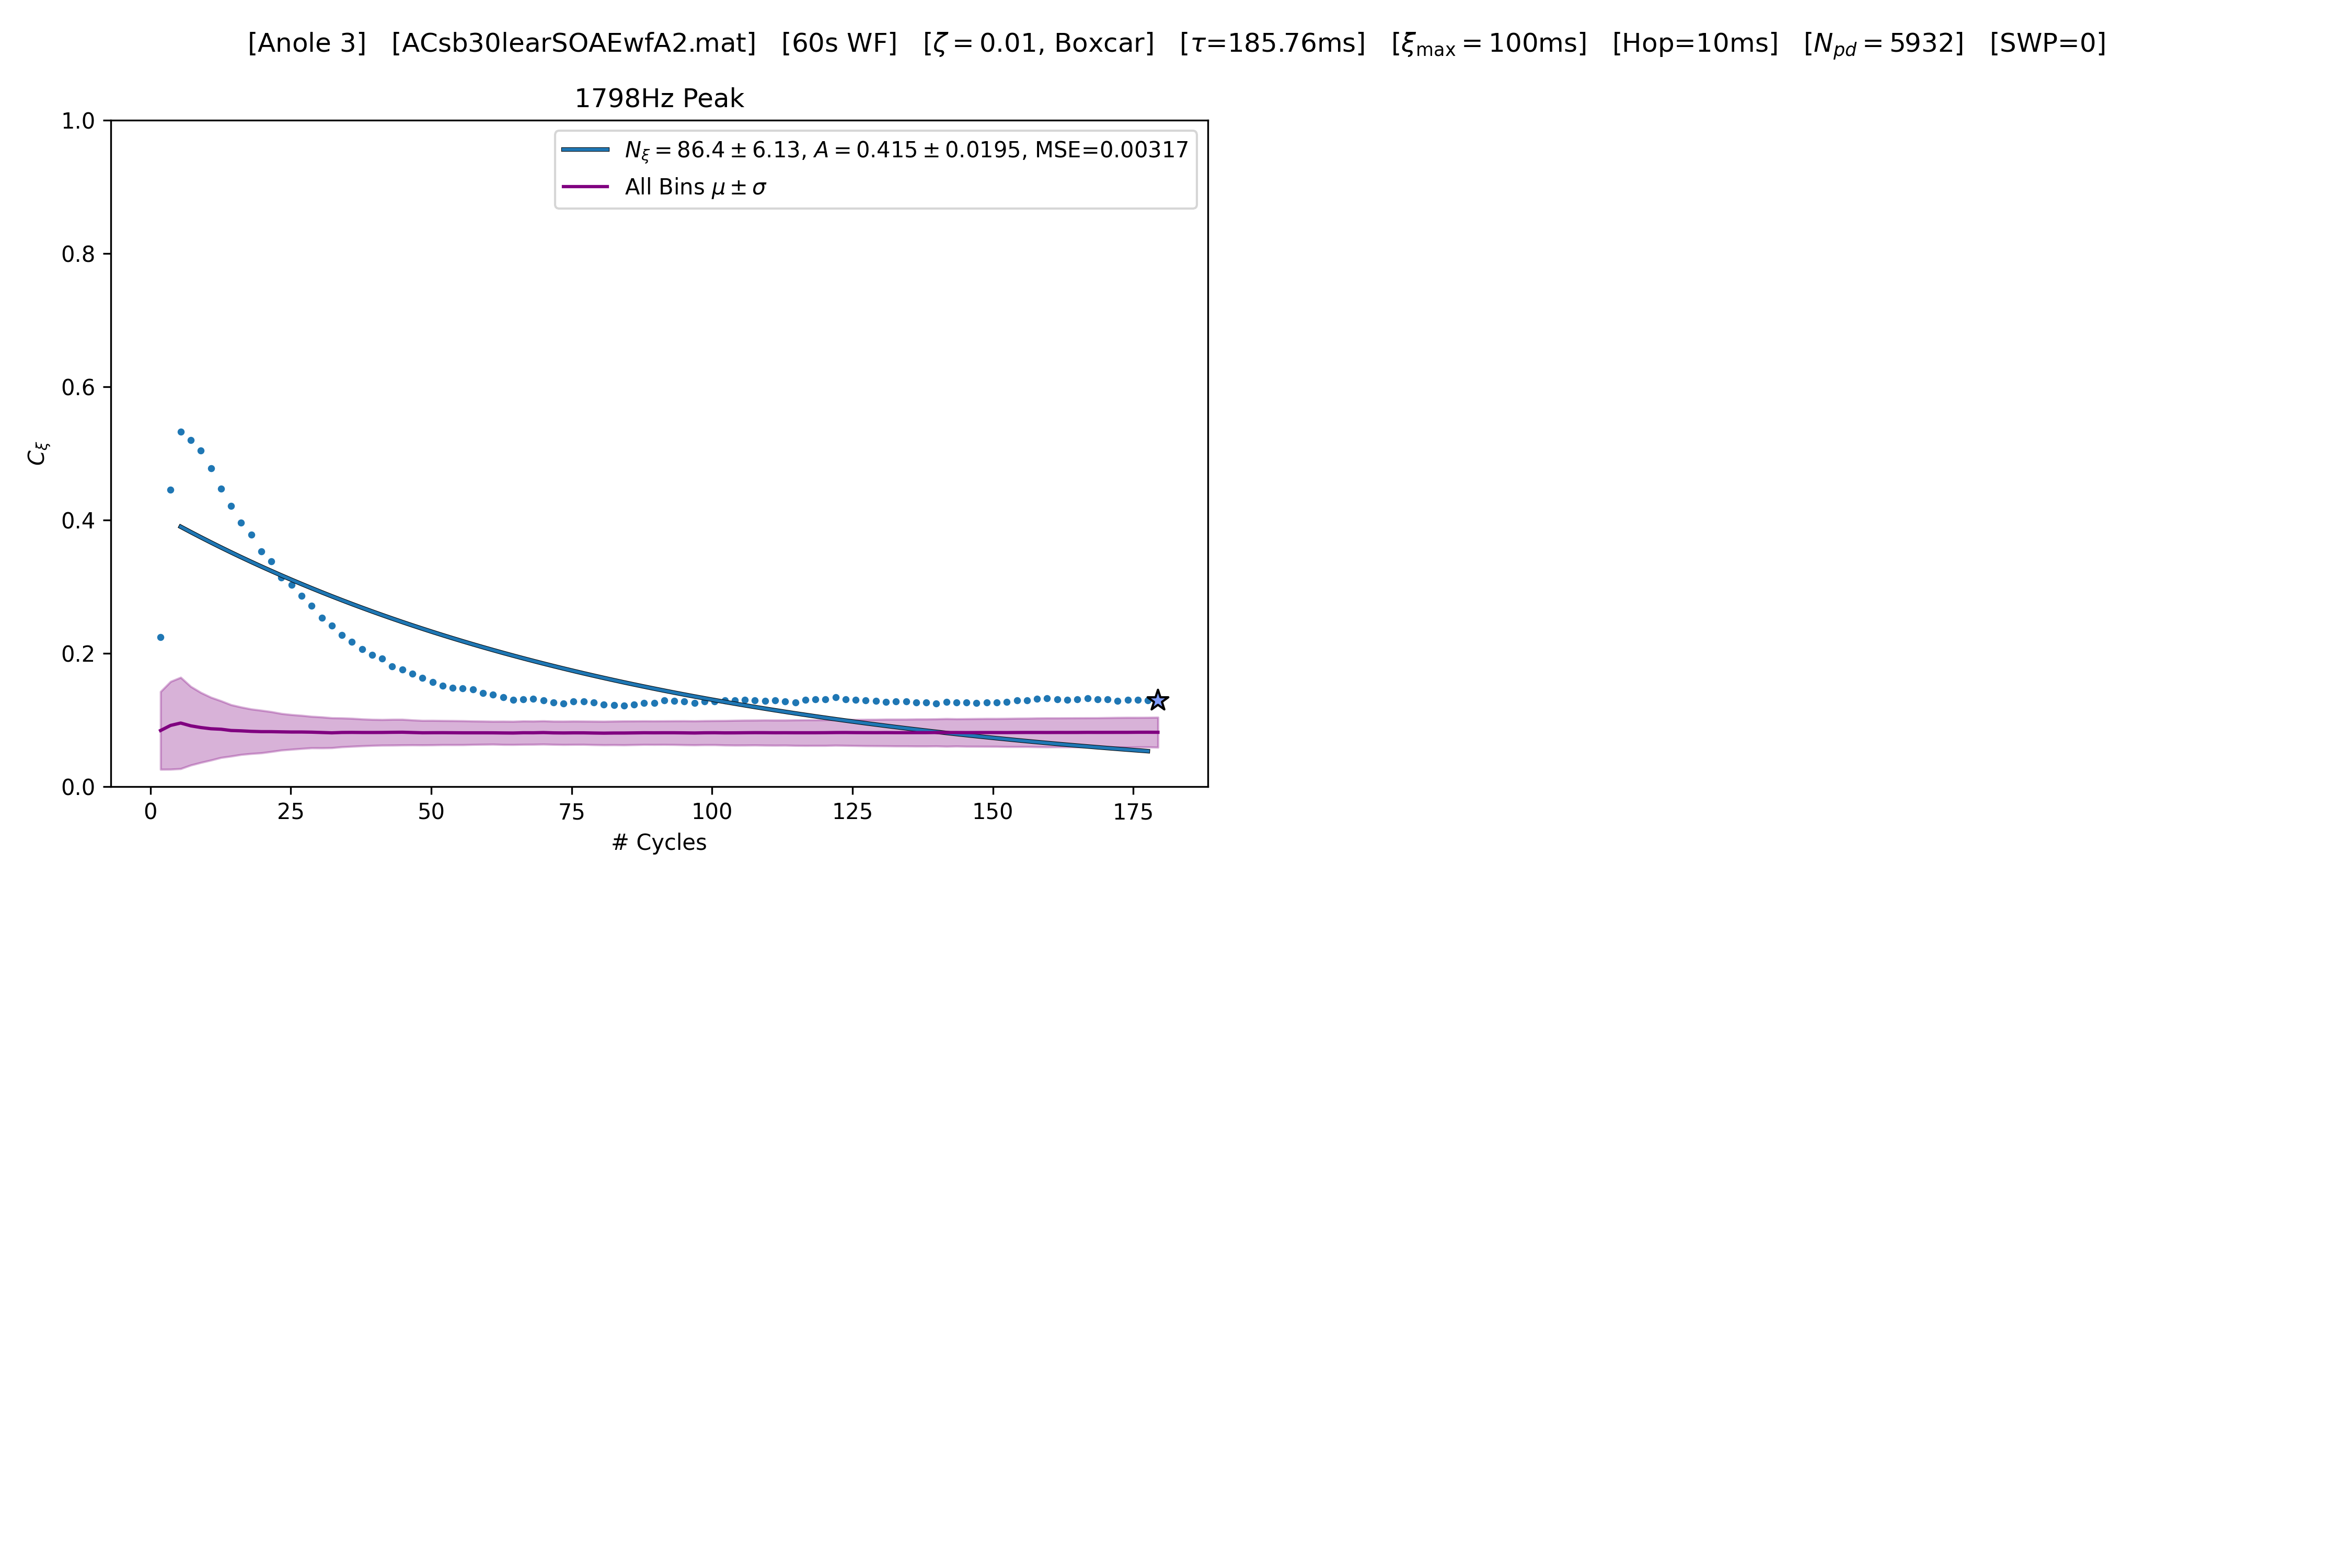 [Anole 3] [ACsb30learSOAEwfA2.mat] [60s WF] [ζ = 0.01, Boxcar] [τ=185.76ms] [ξmax = 100ms] [Hop=10ms] [Npd = 5932] [SWP=0]
1798Hz Peak
Nξ = 86.4 ± 6.13, A = 0.415 ± 0.0195, MSE=0.00317
All Bins μ ± σ
1.0
0.8
0.6
0.4
0.2
0.0
Cξ
0 25 50 75 100 125 150 175
# Cycles